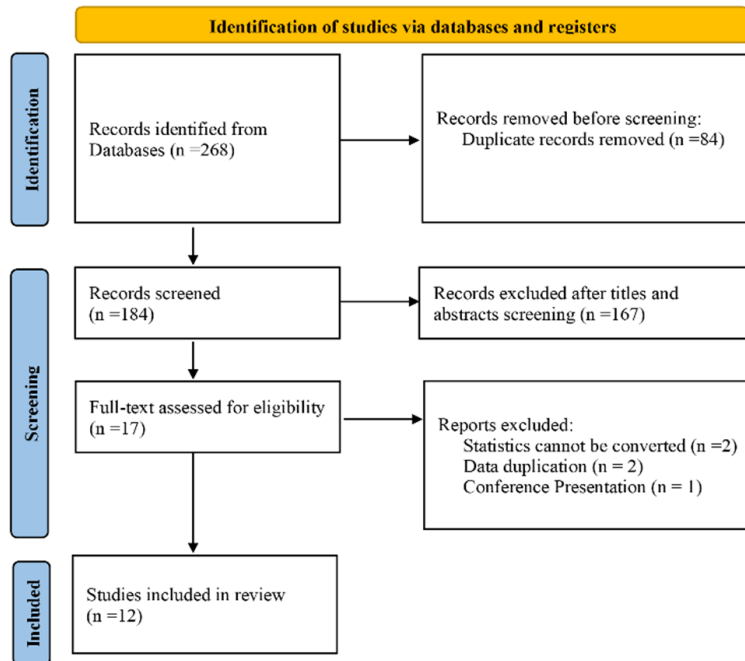 Identification of studies via databases and registers
Identification
Records identified from
Databases (n =268)
Records removed before screening:
Duplicate records removed (n =84)
Screening
Records screened
(n =184)
Records excluded after titles and
abstracts screening (n =167)
Full-text assessed for eligibility
(n =17)
Reports excluded:
Statistics cannot be converted (n =2)
Data duplication (n = 2)
Conference Presentation (n = 1)
Included
Studies included in review
(n =12)